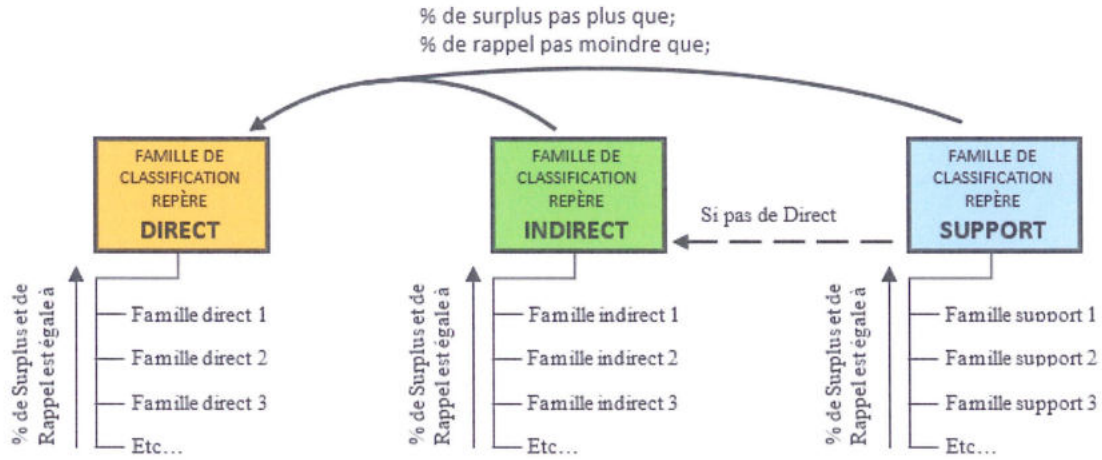 % de surplus pas plus que;
% de rappel pas moindre que;
FAMILLE DE
CLASSIFICATION
REPÈRE
DIRECT
FAMILLE DE
CLASSIFICATION
REPÈRE
INDIRECT
Si pas de Direct
FAMILLE DE
CLASSIFICATION
REPÈRE
SUPPORT
% de Surplus et de
Rappel est égale à
Famille direct 1
Famille direct 2
Famille direct 3
Etc...
% de Surplus et de
Rappel est égale à
Famille indirect 1
Famille indirect 2
Famille indirect 3
Etc...
% de Surplus et de
Rappel est égale à
Famille support 1
Famille support 2
Famille support 3
Etc...